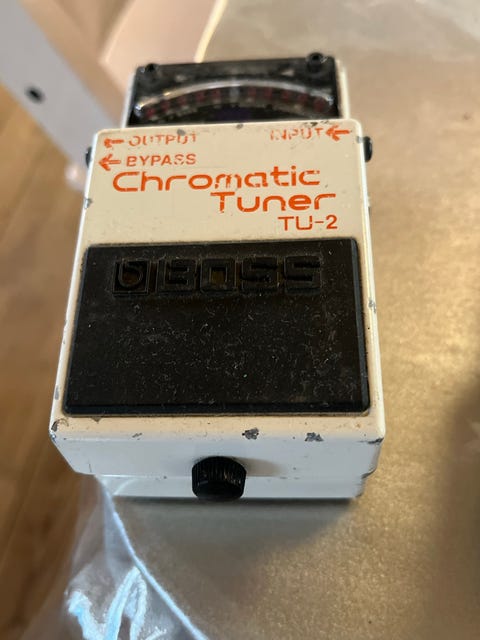 ← OUTPUT
INPUT ←
← BYPASS
Chromatic
Tuner
TU-2
BOSS